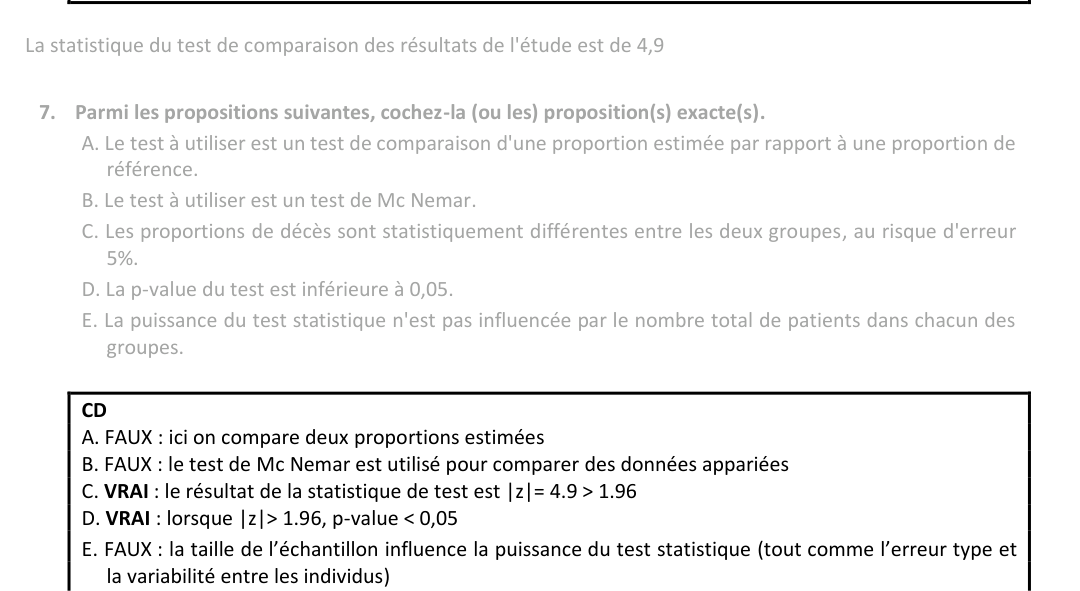 La statistique du test de comparaison des résultats de l'étude est de 4,9
7. Parmi les propositions suivantes, cochez-la (ou les) proposition(s) exacte(s).
A. Le test à utiliser est un test de comparaison d'une proportion estimée par rapport à une proportion de
référence.
B. Le test à utiliser est un test de Mc Nemar.
C. Les proportions de décès sont statistiquement différentes entre les deux groupes, au risque d'erreur
5%.
D. La p-value du test est inférieure à 0,05.
E. La puissance du test statistique n'est pas influencée par le nombre total de patients dans chacun des
groupes.
CD
A. FAUX : ici on compare deux proportions estimées
B. FAUX : le test de Mc Nemar est utilisé pour comparer des données appariées
C. VRAI : le résultat de la statistique de test est |z|= 4.9 > 1.96
D. VRAI : lorsque |z|> 1.96, p-value < 0,05
E. FAUX : la taille de l’échantillon influence la puissance du test statistique (tout comme l’erreur type et
la variabilité entre les individus)